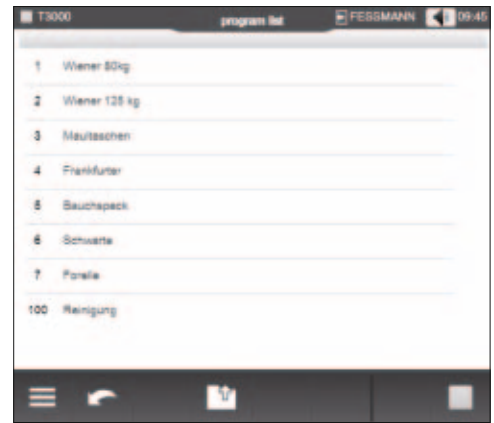 T3000 program list FESSMANN 09:45
1 Wiener 80kg
2 Wiener 125 kg
3 Maultaschen
4 Frankfurter
5 Bauchspeck
6 Schwarte
7 Forelle
100 Reinigung